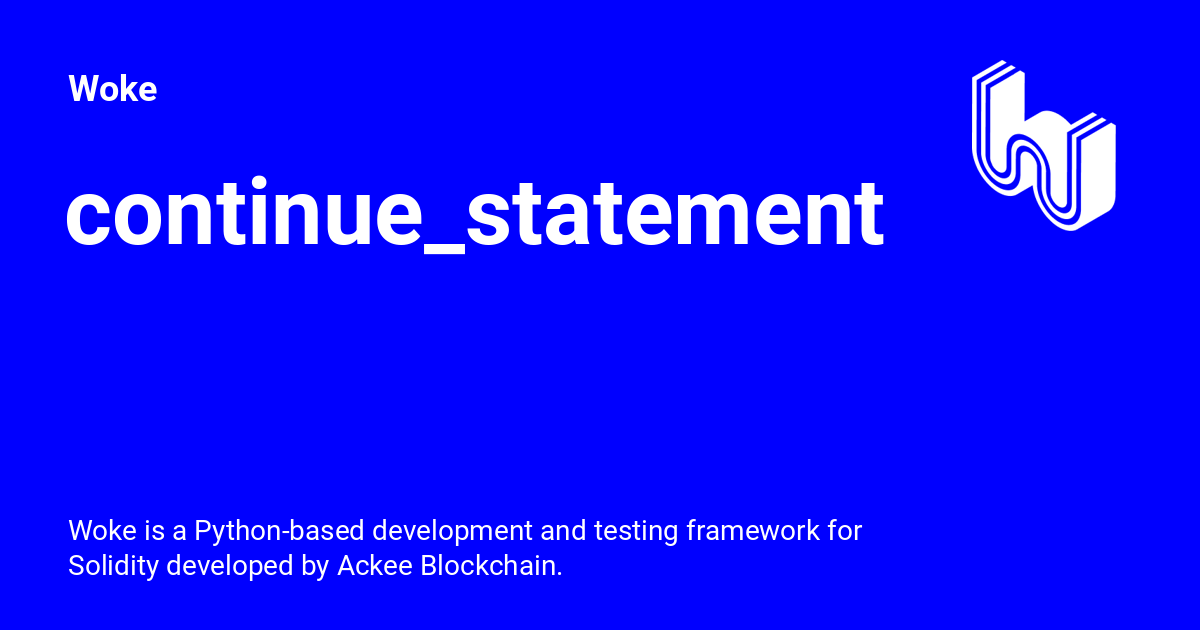 Woke
continue_statement
Woke is a Python-based development and testing framework for
Solidity developed by Ackee Blockchain.